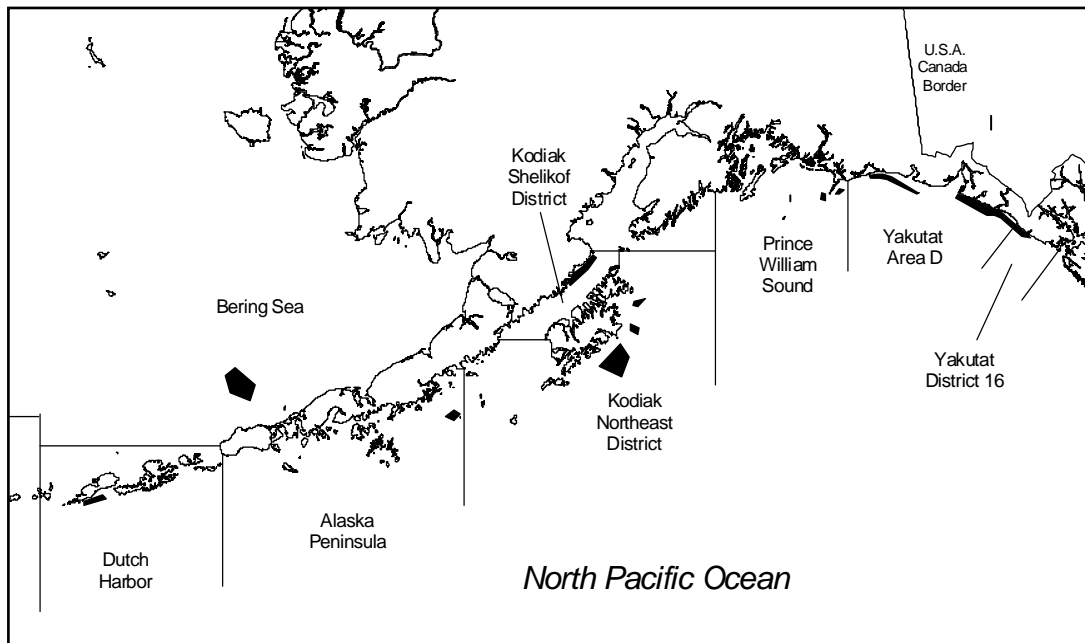 U.S.A.
Canada
Border
Kodiak
Shelikof
District
Prince
William
Sound
Yakutat
Area D
Bering Sea
Yakutat
District 16
Kodiak
Northeast
District
Alaska
Peninsula
Dutch
Harbor
North Pacific Ocean